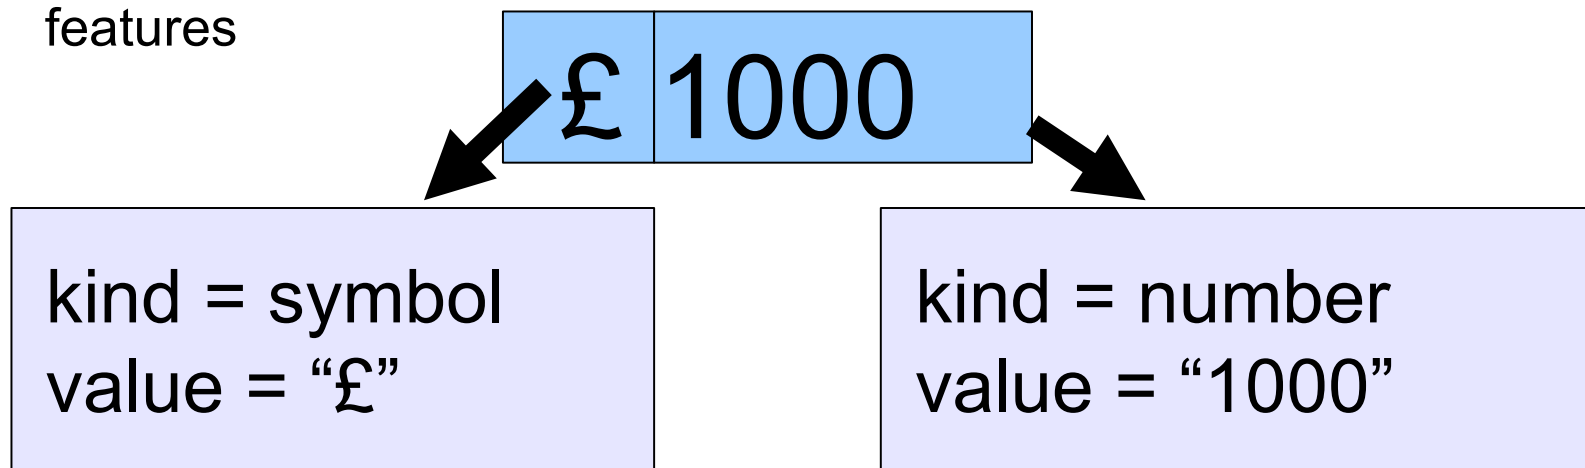 features
£ 1000
kind = symbol
value = “£”
kind = number
value = “1000”